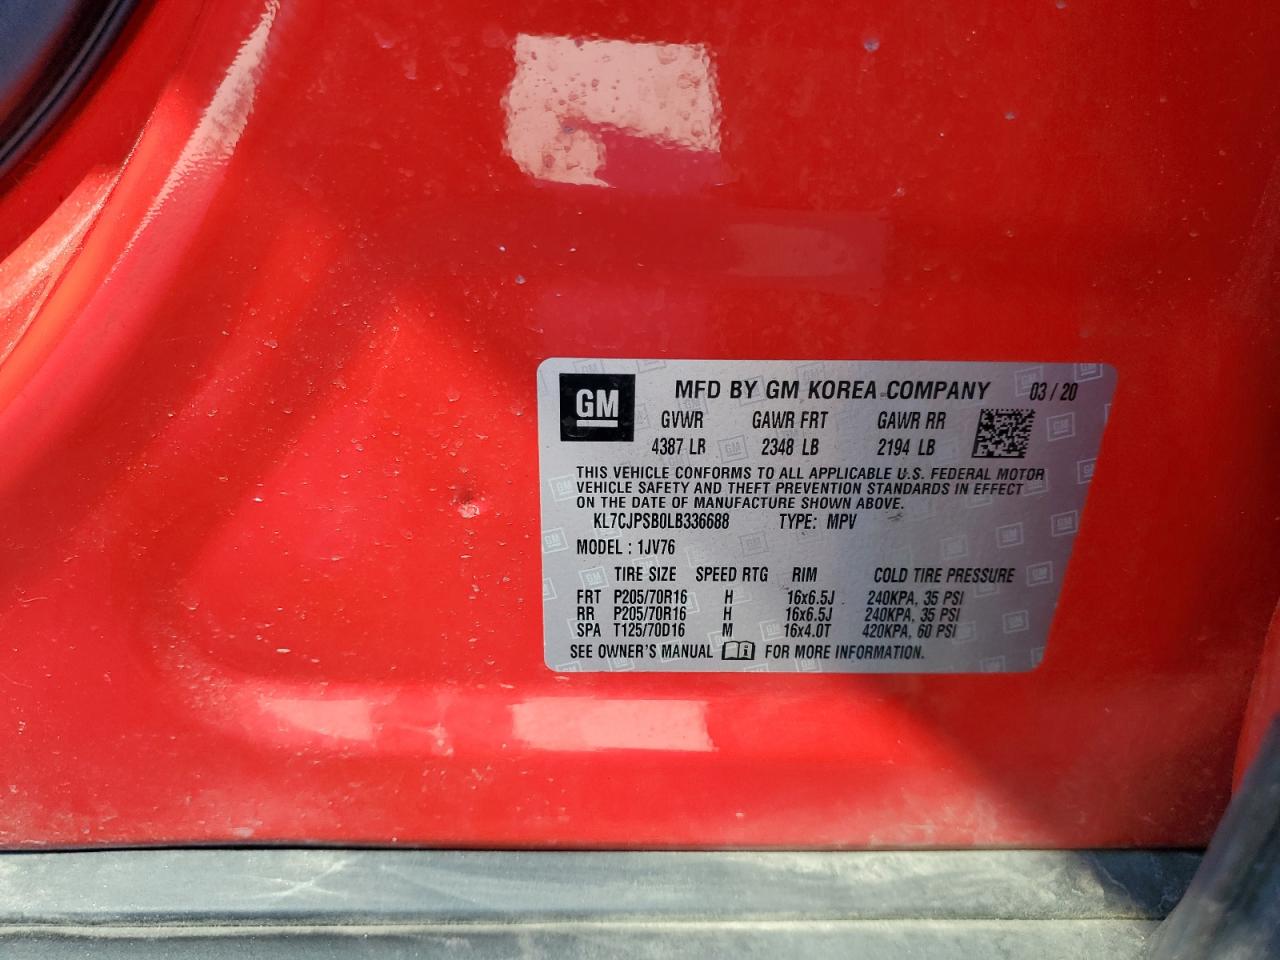 GM MFD BY GM KOREA COMPANY 03 / 20
GVWR GAWR FRT GAWR RR
4387 LB 2348 LB 2194 LB
THIS VEHICLE CONFORMS TO ALL APPLICABLE U.S. FEDERAL MOTOR
VEHICLE SAFETY AND THEFT PREVENTION STANDARDS IN EFFECT
ON THE DATE OF MANUFACTURE SHOWN ABOVE.
KL7CJPSB0LB336688 TYPE: MPV
MODEL : 1JV76
TIRE SIZE SPEED RTG RIM COLD TIRE PRESSURE
FRT P205/70R16 H 16x6.5J 240KPA, 35 PSI
RR P205/70R16 H 16x6.5J 240KPA, 35 PSI
SPA T125/70D16 M 16x4.0T 420KPA, 60 PSI
SEE OWNER'S MANUAL FOR MORE INFORMATION.